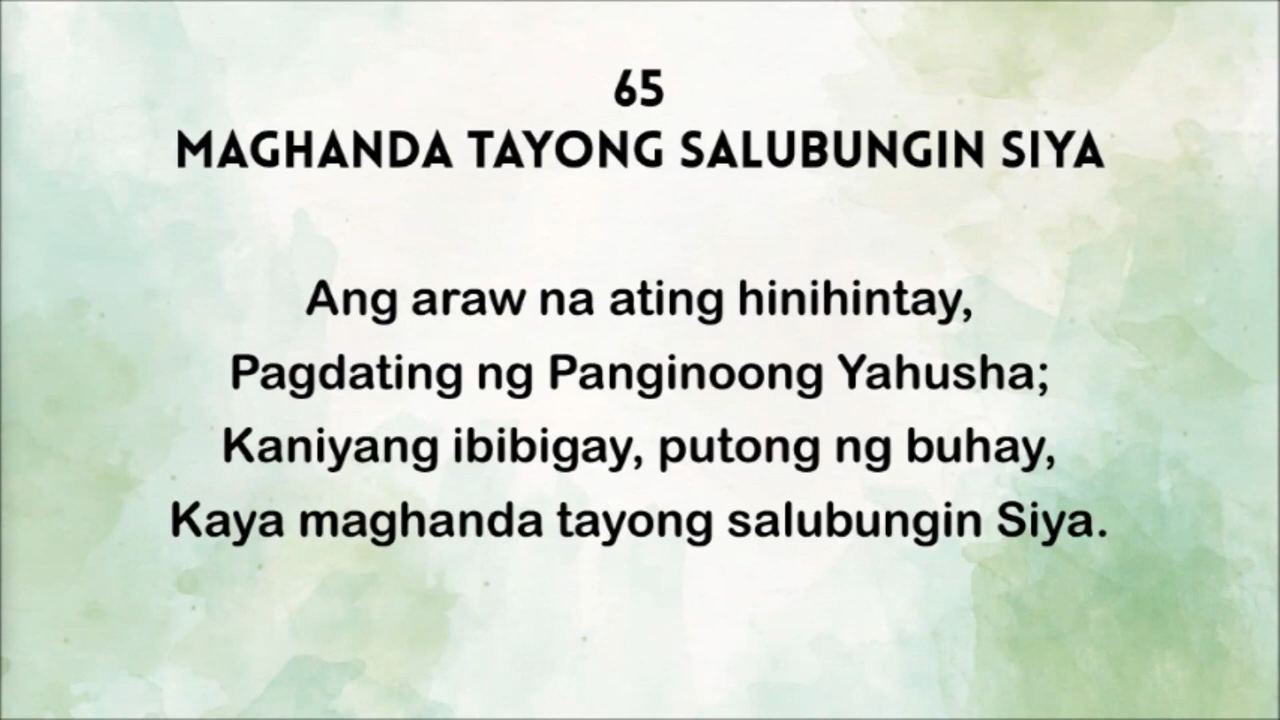 65
MAGHANDA TAYONG SALUBUNGIN SIYA
Ang araw na ating hinihintay,
Pagdating ng Panginoong Yahusha;
Kaniyang ibibigay, putong ng buhay,
Kaya maghanda tayong salubungin Siya.